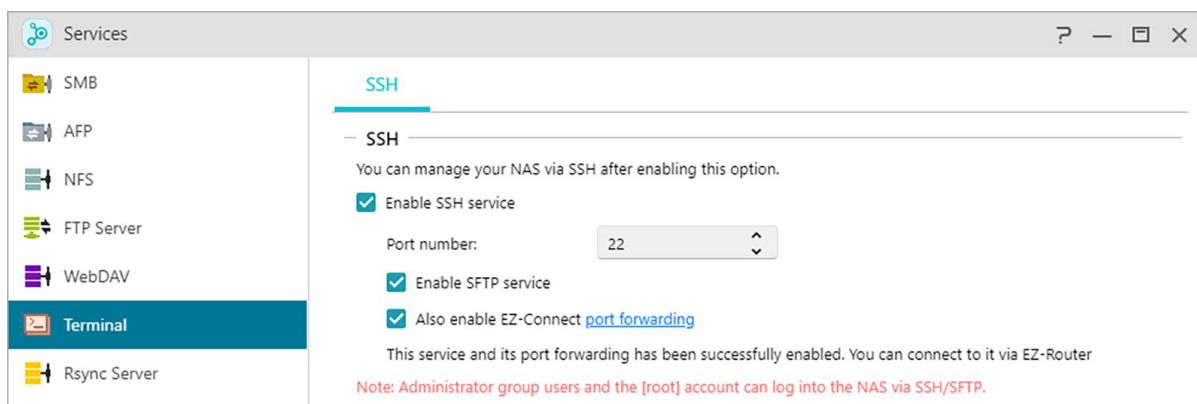 Services
SMB
AFP
NFS
FTP Server
WebDAV
Terminal
Rsync Server
SSH
SSH
You can manage your NAS via SSH after enabling this option.
Enable SSH service
Port number: 22
Enable SFTP service
Also enable EZ-Connect port forwarding
This service and its port forwarding has been successfully enabled. You can connect to it via EZ-Router
Note: Administrator group users and the [root] account can log into the NAS via SSH/SFTP.